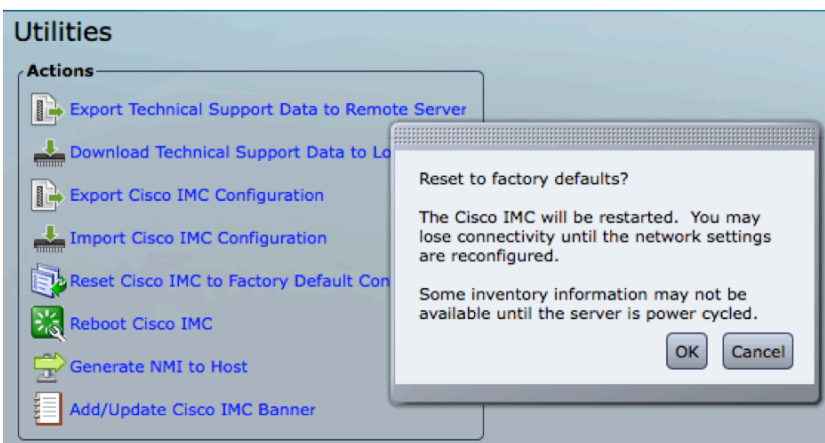 Utilities
Actions
Export Technical Support Data to Remote Server
Download Technical Support Data to Lo
Export Cisco IMC Configuration
Import Cisco IMC Configuration
Reset Cisco IMC to Factory Default Con
Reboot Cisco IMC
Generate NMI to Host
Add/Update Cisco IMC Banner
Reset to factory defaults?
The Cisco IMC will be restarted. You may
lose connectivity until the network settings
are reconfigured.
Some inventory information may not be
available until the server is power cycled.
OK Cancel